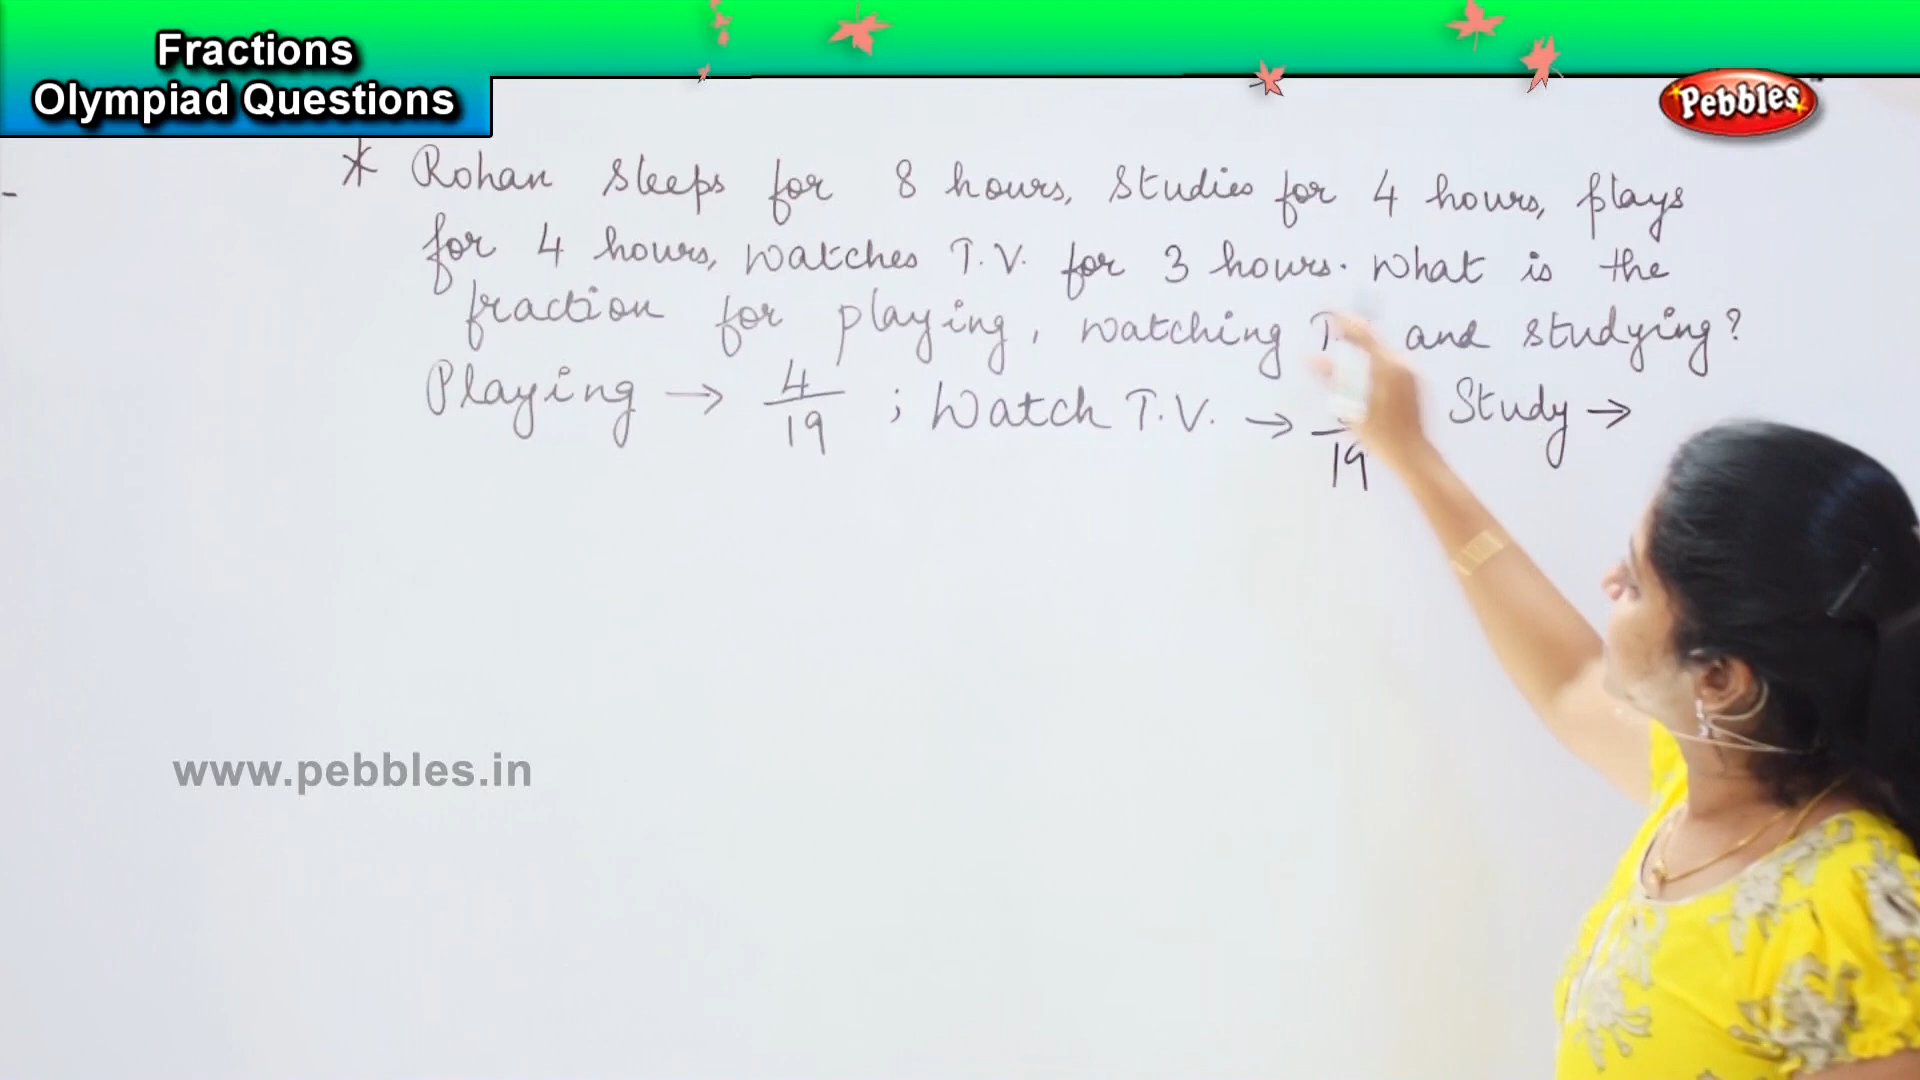 Fractions
Olympiad Questions
Pebbles
* Rohan sleeps for 8 hours, studies for 4 hours, plays
for 4 hours, watches T.V. for 3 hours. What is the
fraction for playing, watching and studying?
Playing → 4/19 ; Watch T.V. → /19 Study →
www.pebbles.in